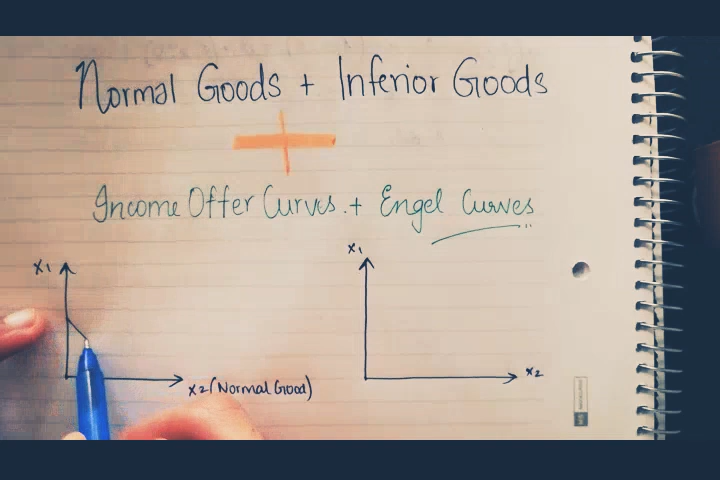 Normal Goods + Inferior Goods
+
Income Offer Curves. + Engel Curves
x1
x2 (Normal Good)
x1
x2